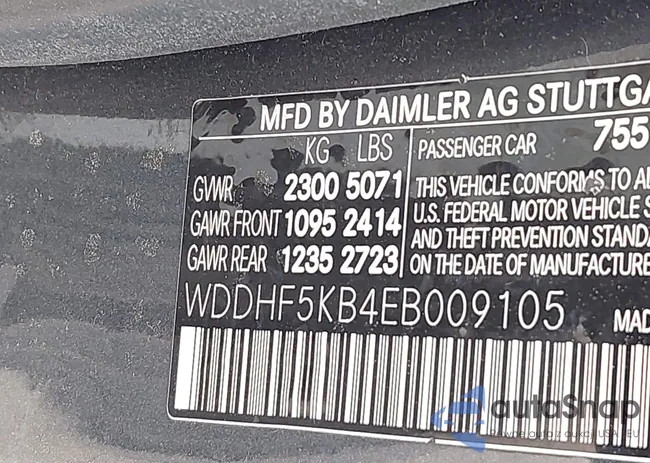 MFD BY DAIMLER AG STUTTGA
KG LBS
GVWR 2300 5071
GAWR FRONT 1095 2414
GAWR REAR 1235 2723
PASSENGER CAR 755
THIS VEHICLE CONFORMS TO AL
U.S. FEDERAL MOTOR VEHICLE S
AND THEFT PREVENTION STANDA
ON THE DATE OF MANUFACTURE
WDDHF5KB4EB009105
MAD
autoSnap